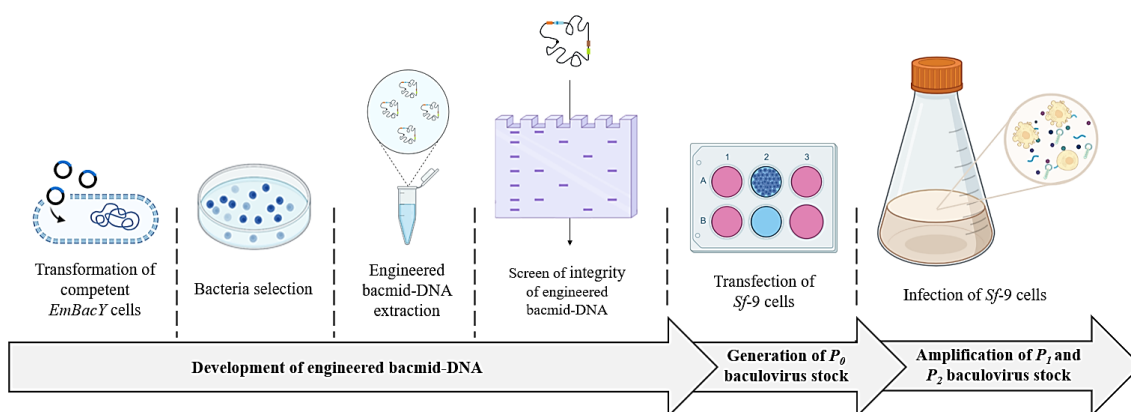 1 2 3
A
B
Transformation of
competent
EmBacY cells
Bacteria selection
Engineered
bacmid-DNA
extraction
Screen of integrity
of engineered
bacmid-DNA
Transfection of
Sf-9 cells
Infection of Sf-9 cells
Development of engineered bacmid-DNA
Generation of P0
baculovirus stock
Amplification of P1 and
P2 baculovirus stock